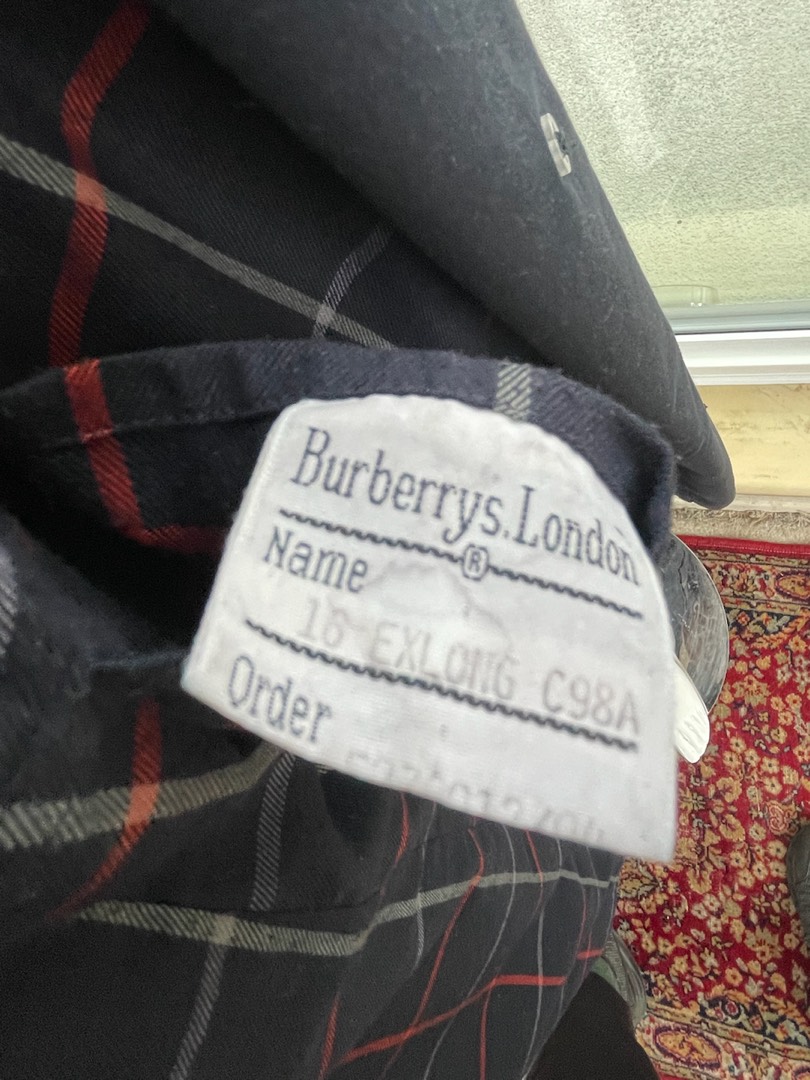 Burberrys. London
®
Name
16 EXLONG C98A
Order